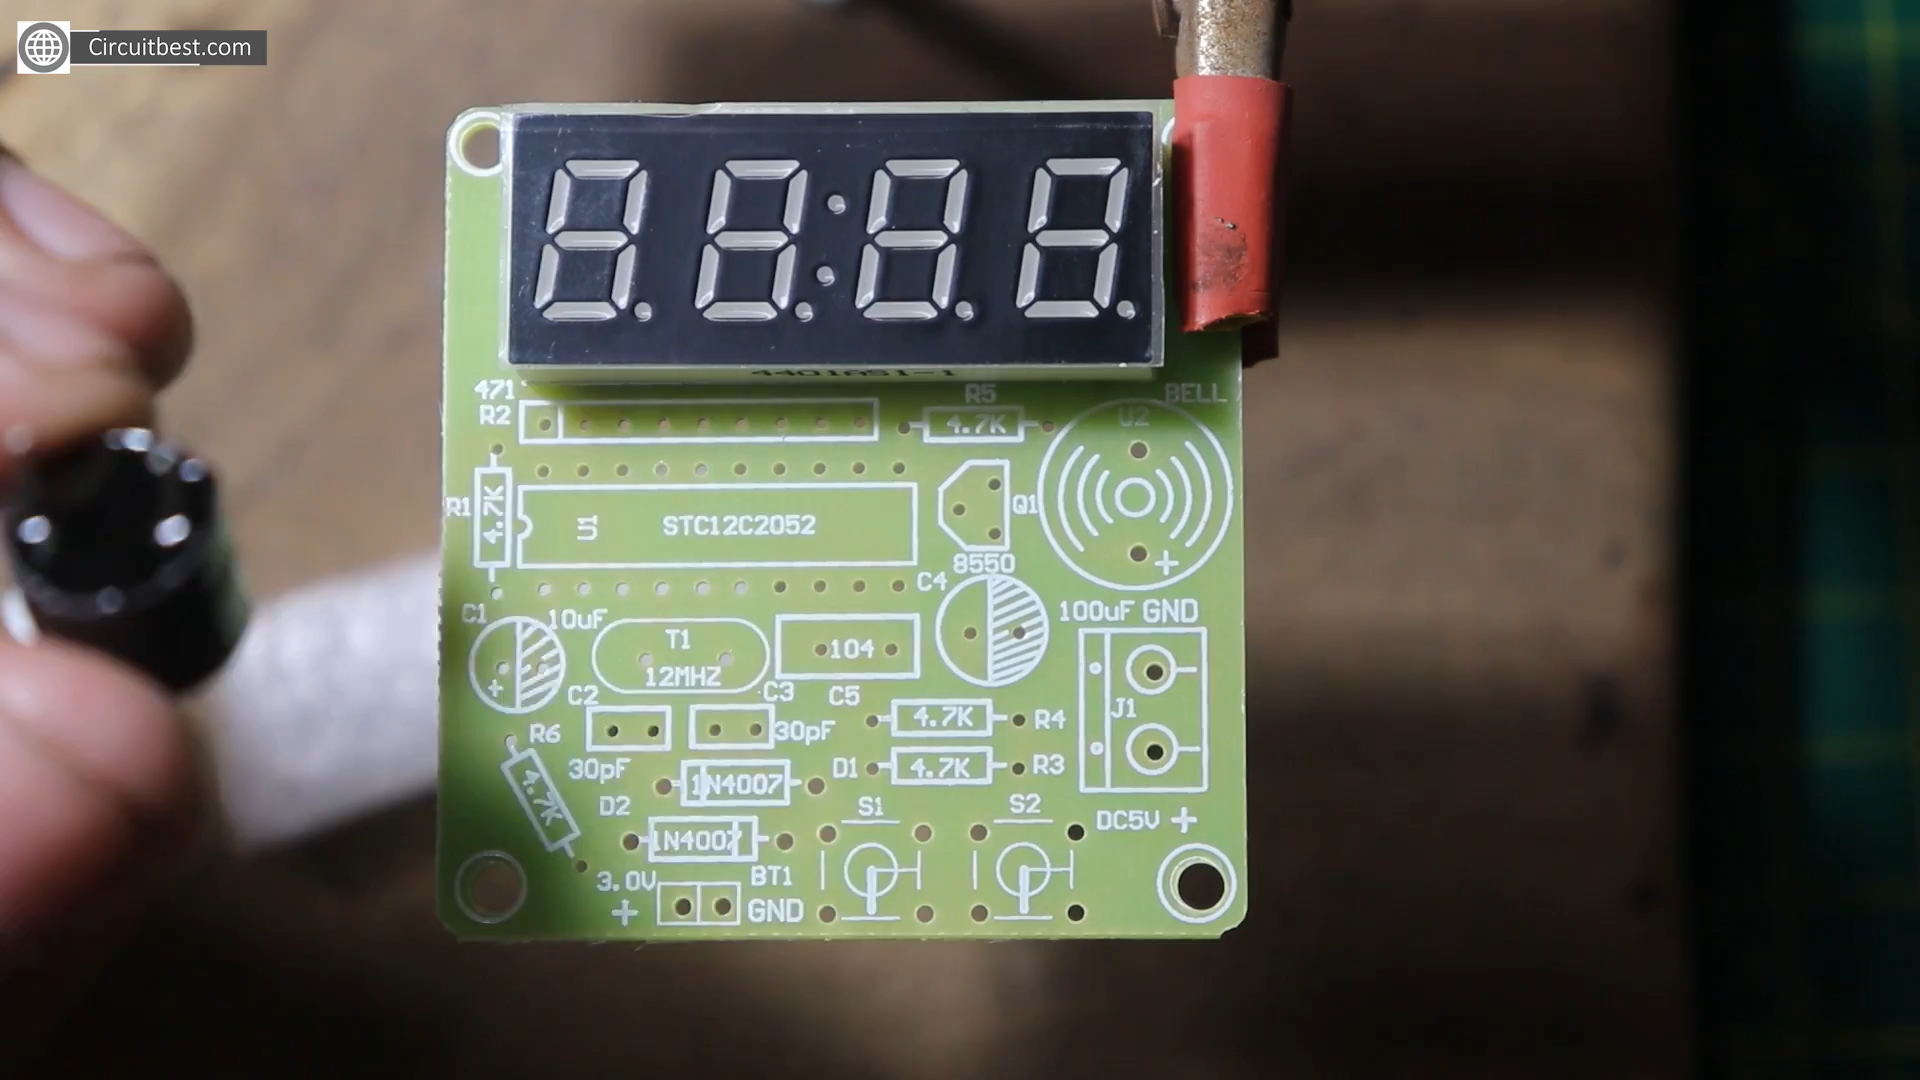 Circuitbest.com
4401AS1-1
471
R2
R5
4.7K
BELL
U2
R1
4.7K
U1
STC12C2052
Q1
8550
C4
C1
10uF
T1
12MHZ
104
100uF GND
+
+
C2
C3
C5
30pF
4.7K
R4
J1
R6
30pF
D1
4.7K
R3
1N4007
4.7K
D2
S1
S2
DC5V +
1N4007
3.0V
BT1
+
GND